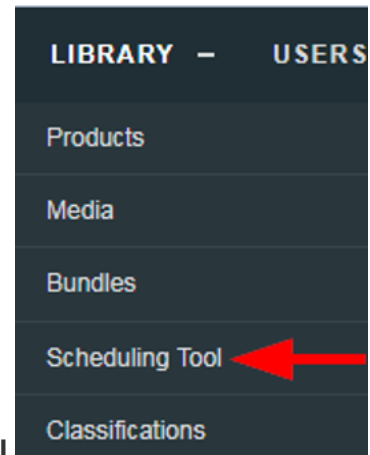 LIBRARY – USERS
Products
Media
Bundles
Scheduling Tool
Classifications